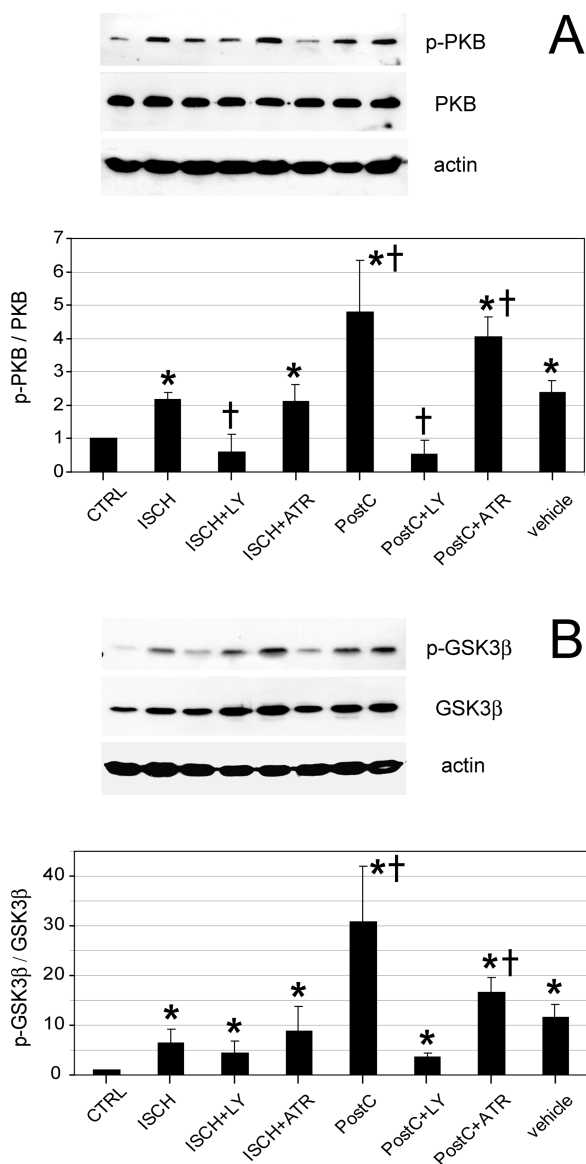 A
p-PKB
PKB
actin
p-PKB / PKB
7
6
5
4
3
2
1
0
*†
*†
*
*
*
†
†
CTRL
ISCH
ISCH+LY
ISCH+ATR
PostC
PostC+LY
PostC+ATR
vehicle
B
p-GSK3β
GSK3β
actin
p-GSK3β / GSK3β
40
30
20
10
0
*†
*†
*
*
*
*
*
CTRL
ISCH
ISCH+LY
ISCH+ATR
PostC
PostC+LY
PostC+ATR
vehicle